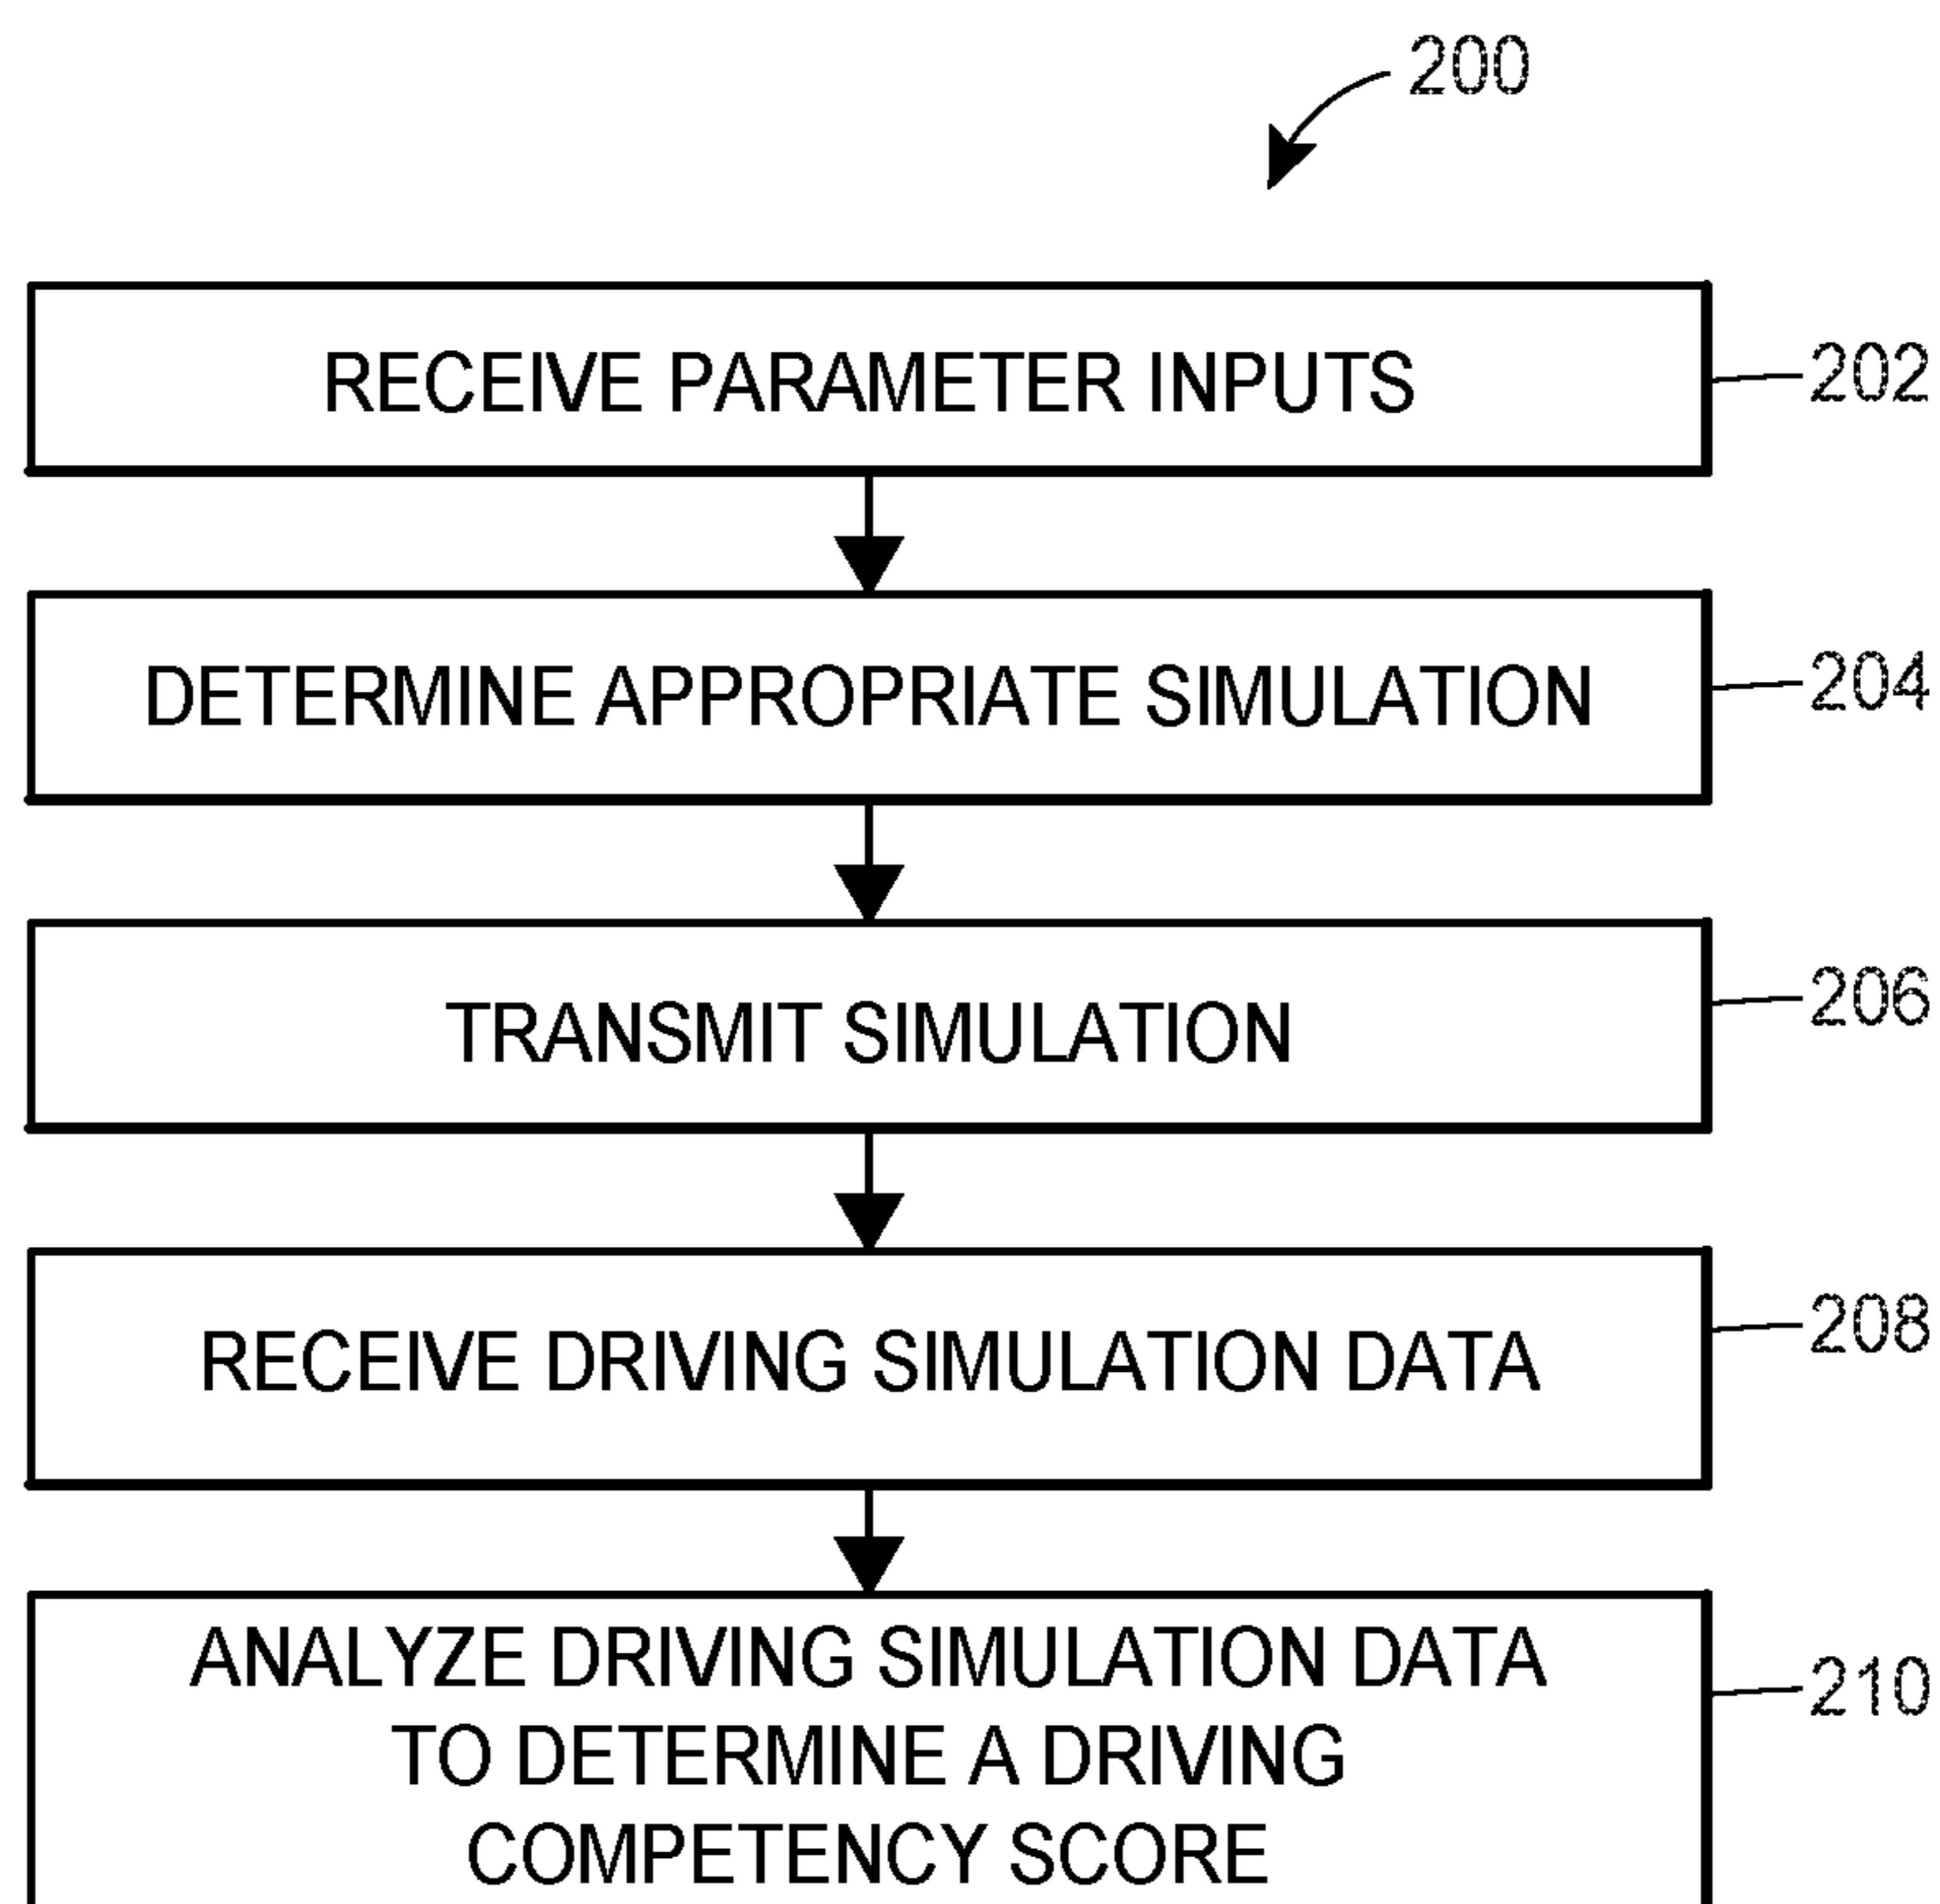 200
RECEIVE PARAMETER INPUTS
202
DETERMINE APPROPRIATE SIMULATION
204
TRANSMIT SIMULATION
206
RECEIVE DRIVING SIMULATION DATA
208
ANALYZE DRIVING SIMULATION DATA
TO DETERMINE A DRIVING
COMPETENCY SCORE
210